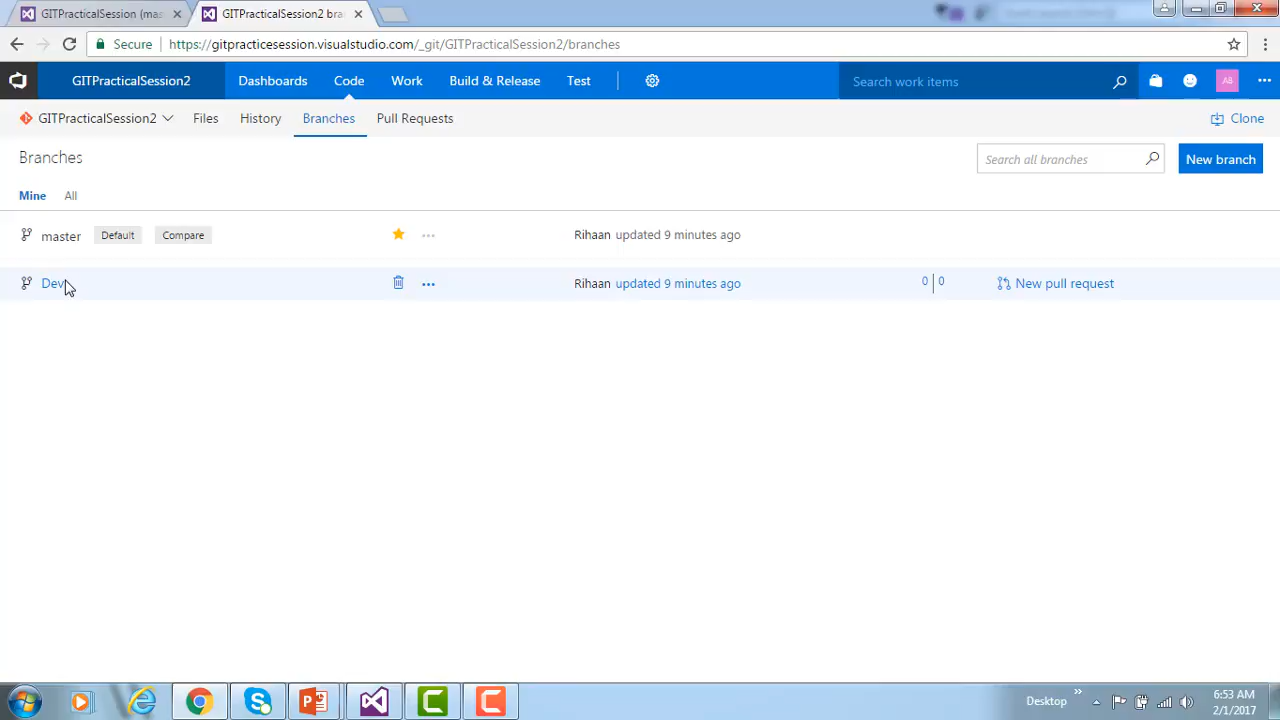 GITPracticalSession (mas
GITPracticalSession2 bra
Secure
https://gitpracticesession.visualstudio.com/_git/GITPracticalSession2/branches
GITPracticalSession2
Dashboards
Code
Work
Build & Release
Test
Search work items
AB
GITPracticalSession2
Files
History
Branches
Pull Requests
Clone
Branches
Search all branches
New branch
Mine
All
master
Default
Compare
Rihaan updated 9 minutes ago
Dev
Rihaan updated 9 minutes ago
0
0
New pull request
Desktop
6:53 AM
2/1/2017